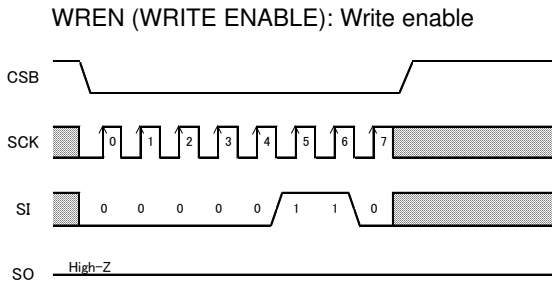 WREN (WRITE ENABLE): Write enable
CSB
SCK 0 1 2 3 4 5 6 7
SI 0 0 0 0 0 1 1 0
SO High-Z